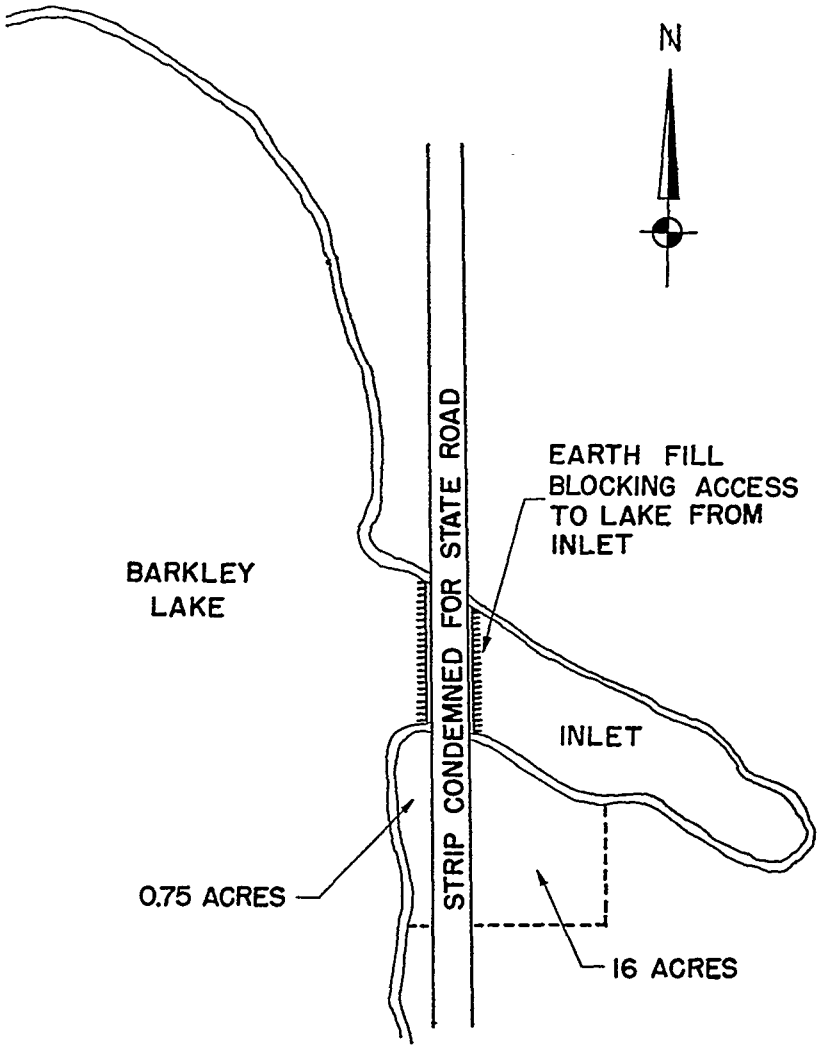 N
EARTH FILL
BLOCKING ACCESS
TO LAKE FROM
INLET
BARKLEY
LAKE
STRIP CONDEMNED FOR STATE ROAD
INLET
0.75 ACRES
16 ACRES